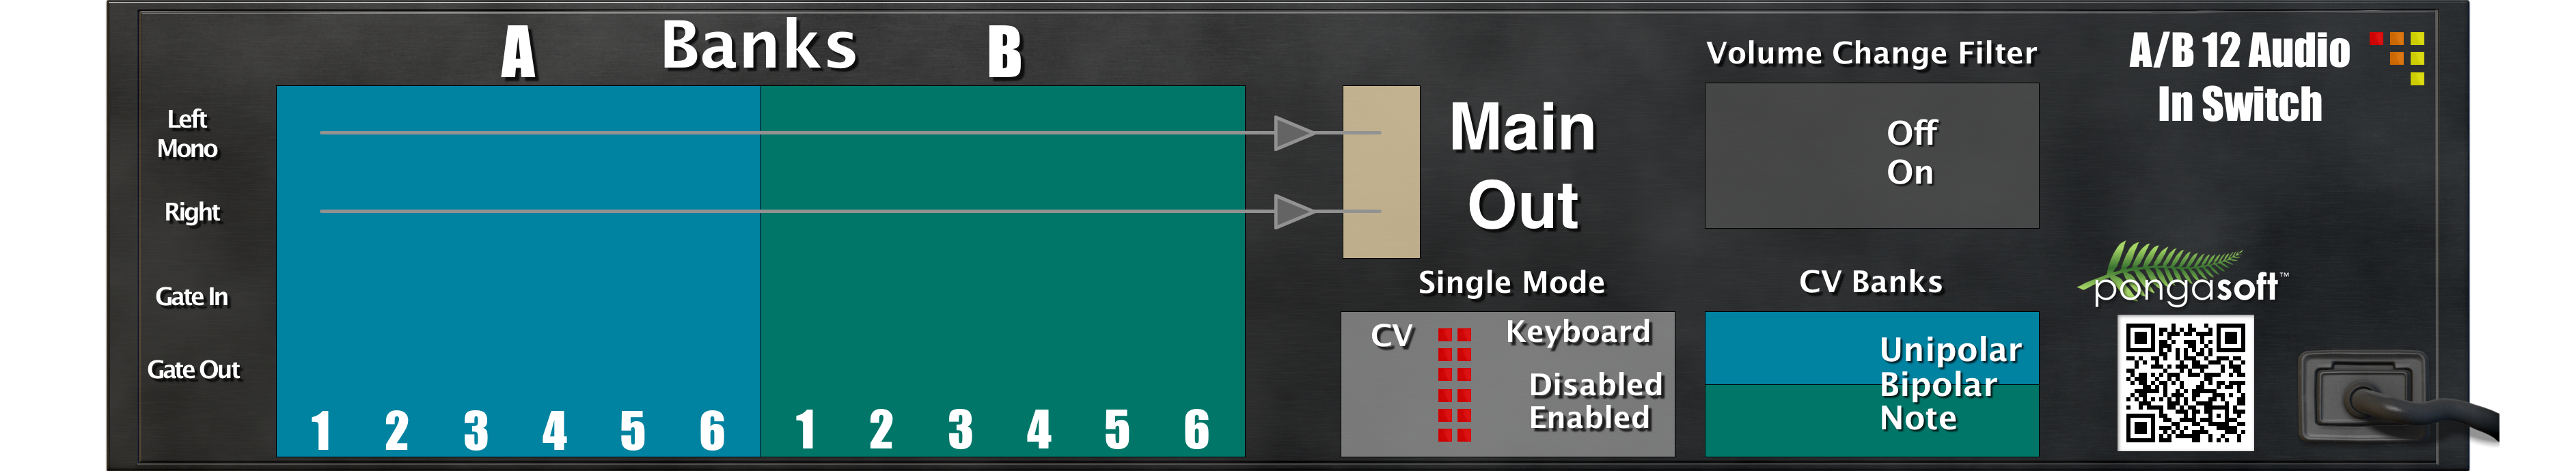 A Banks B
Left
Mono
Right
Gate In
Gate Out
1 2 3 4 5 6 1 2 3 4 5 6
Main
Out
Volume Change Filter
Off
On
Single Mode
CV Keyboard
Disabled
Enabled
CV Banks
Unipolar
Bipolar
Note
A/B 12 Audio
In Switch
pongasoft™